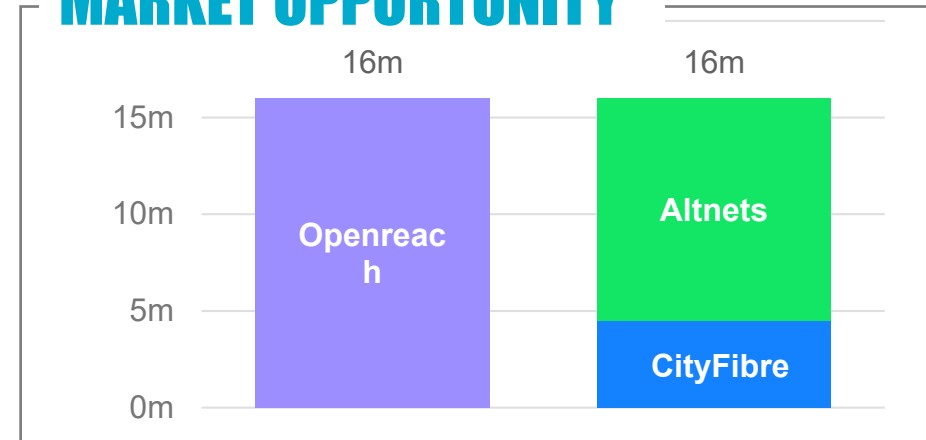 MARKET OPPORTUNITY
16m
16m
15m
10m
5m
0m
Openreac
h
Altnets
CityFibre